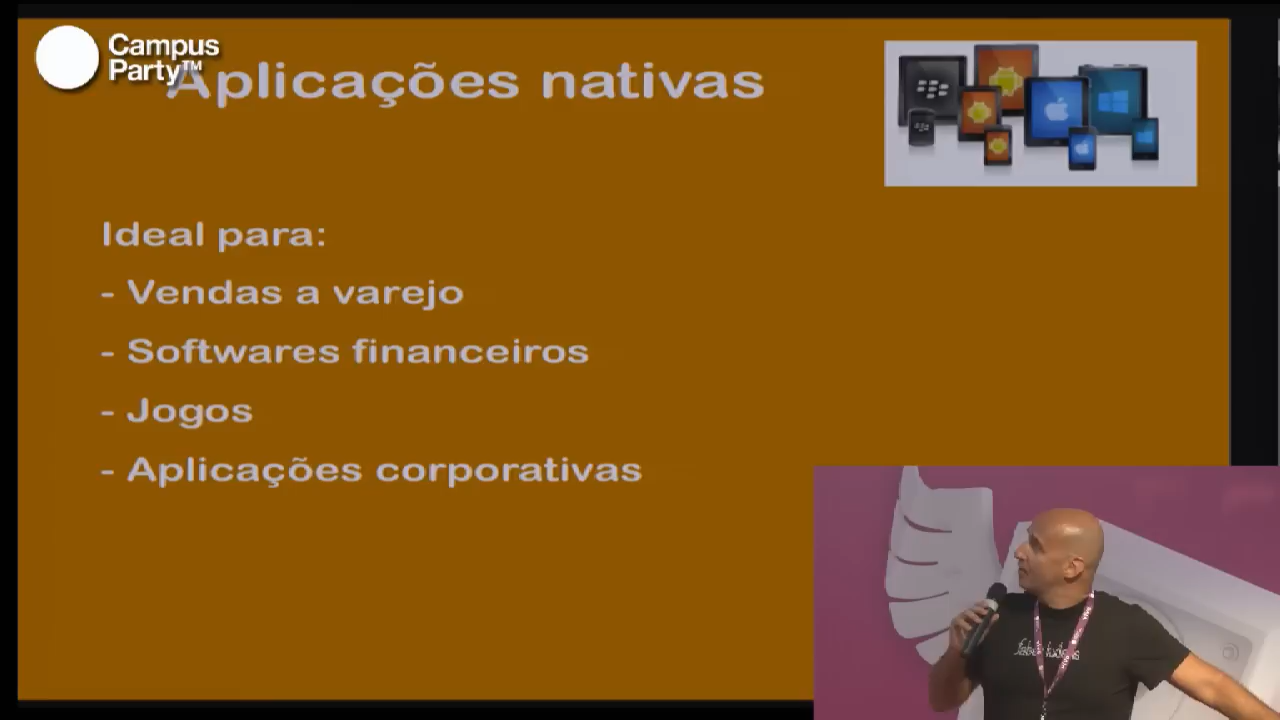 Campus
Party™
Aplicações nativas
Ideal para:
- Vendas a varejo
- Softwares financeiros
- Jogos
- Aplicações corporativas